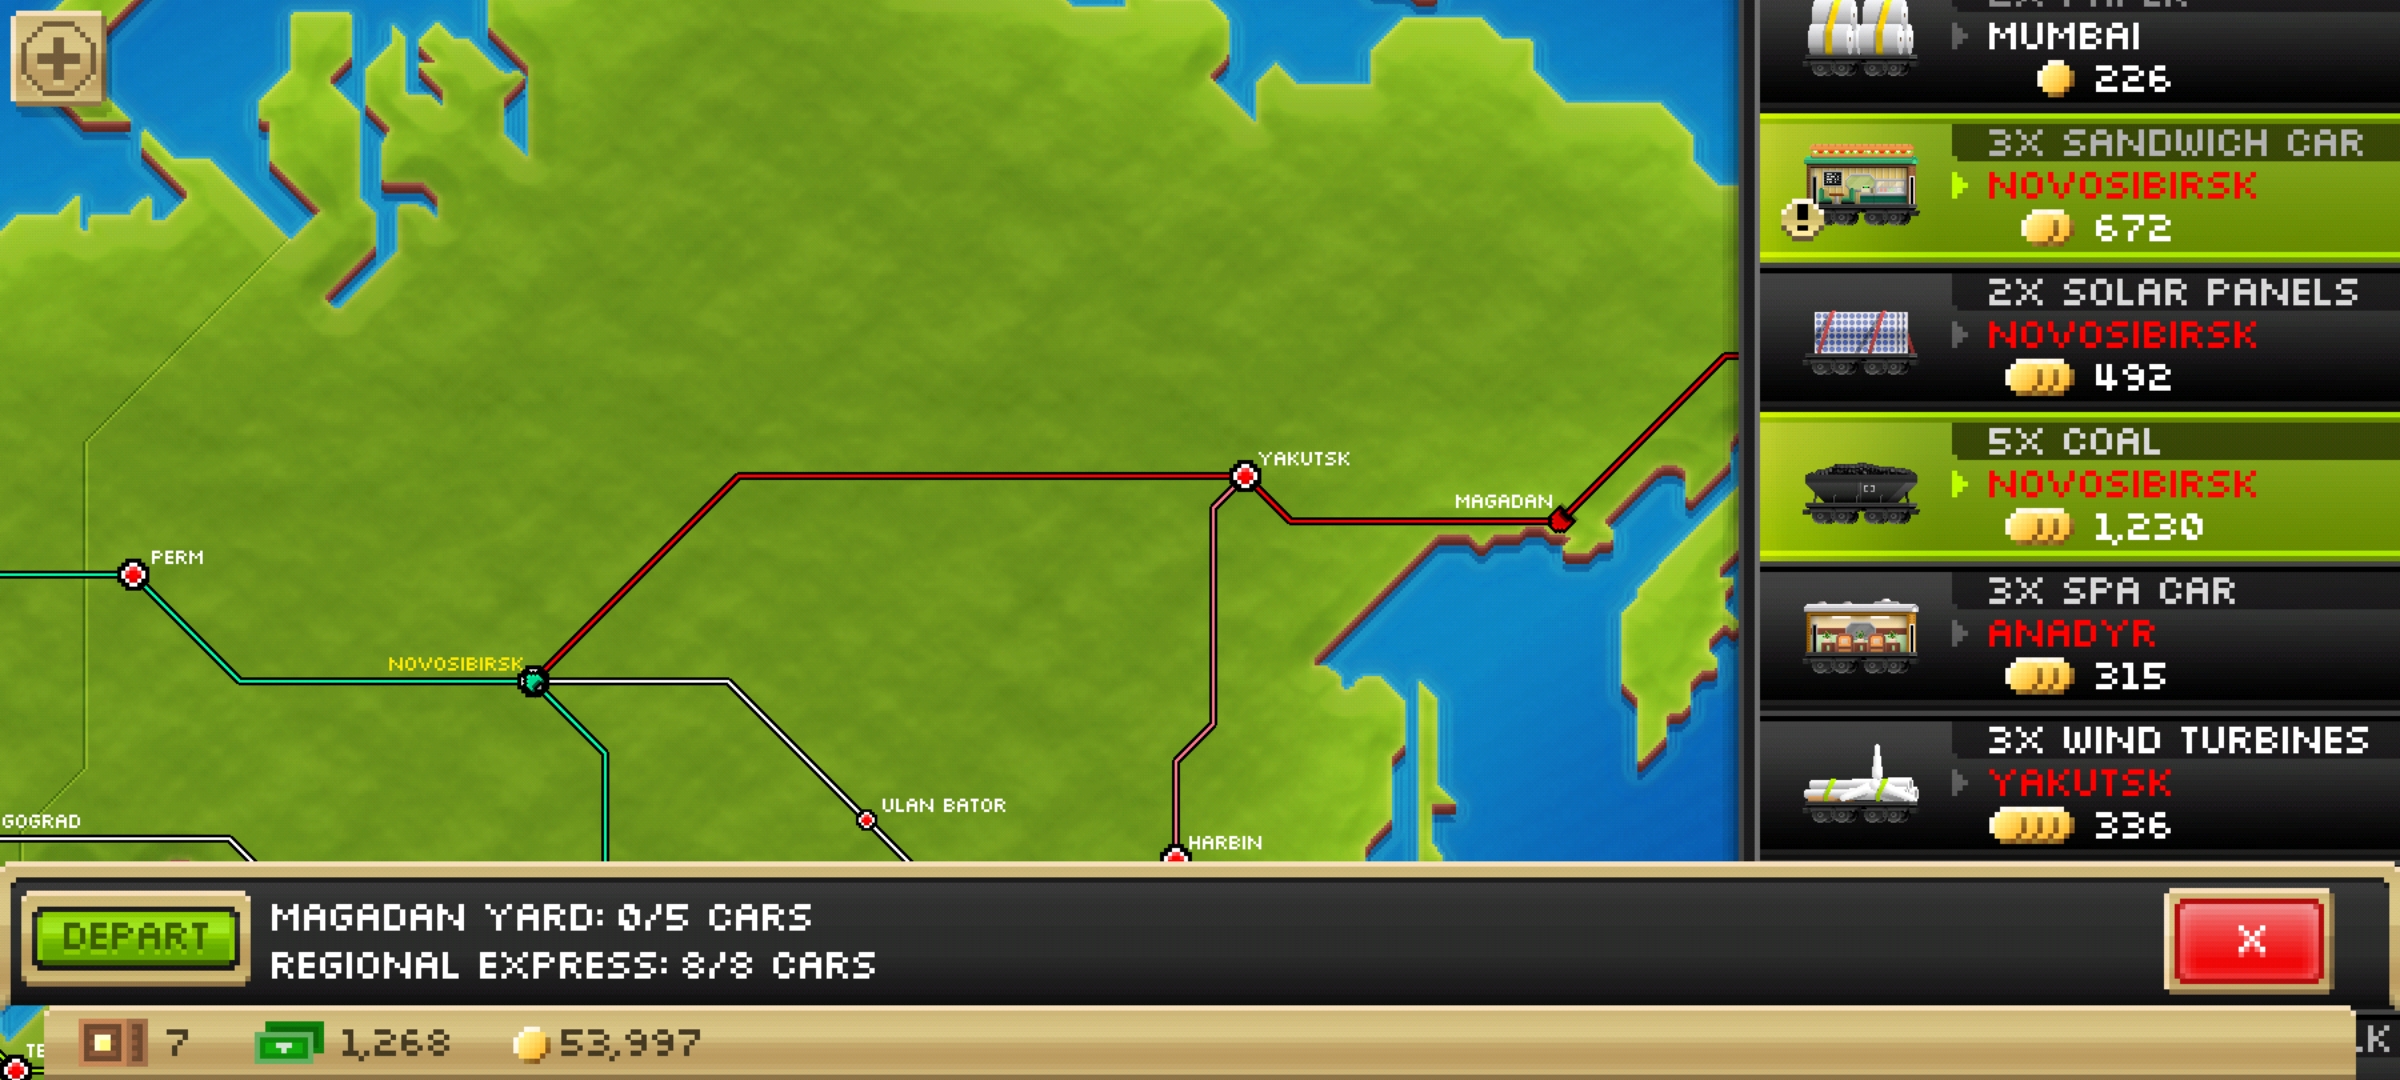 MUMBAI
226
3X SANDWICH CAR
NOVOSIBIRSK
672
2X SOLAR PANELS
NOVOSIBIRSK
492
5X COAL
NOVOSIBIRSK
1,230
3X SPA CAR
ANADYR
315
3X WIND TURBINES
YAKUTSK
336
YAKUTSK
MAGADAN
PERM
NOVOSIBIRSK
ULAN BATOR
GOGRAD
HARBIN
DEPART
MAGADAN YARD: 0/5 CARS
REGIONAL EXPRESS: 8/8 CARS
X
7
1,268
53,997
TE